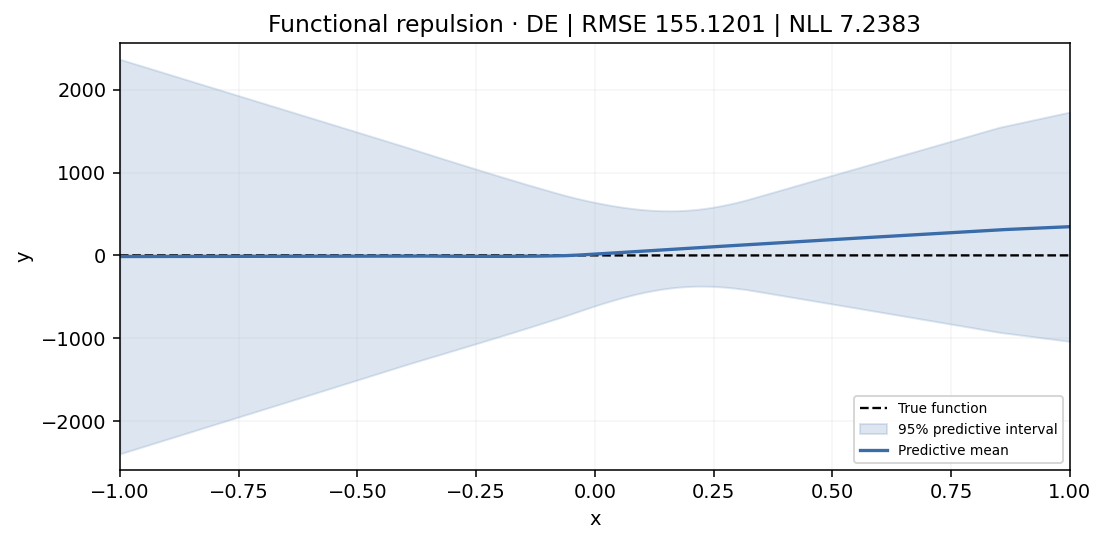 Functional repulsion · DE | RMSE 155.1201 | NLL 7.2383
y
2000
1000
0
−1000
−2000
True function
95% predictive interval
Predictive mean
−1.00 −0.75 −0.50 −0.25 0.00 0.25 0.50 0.75 1.00
x